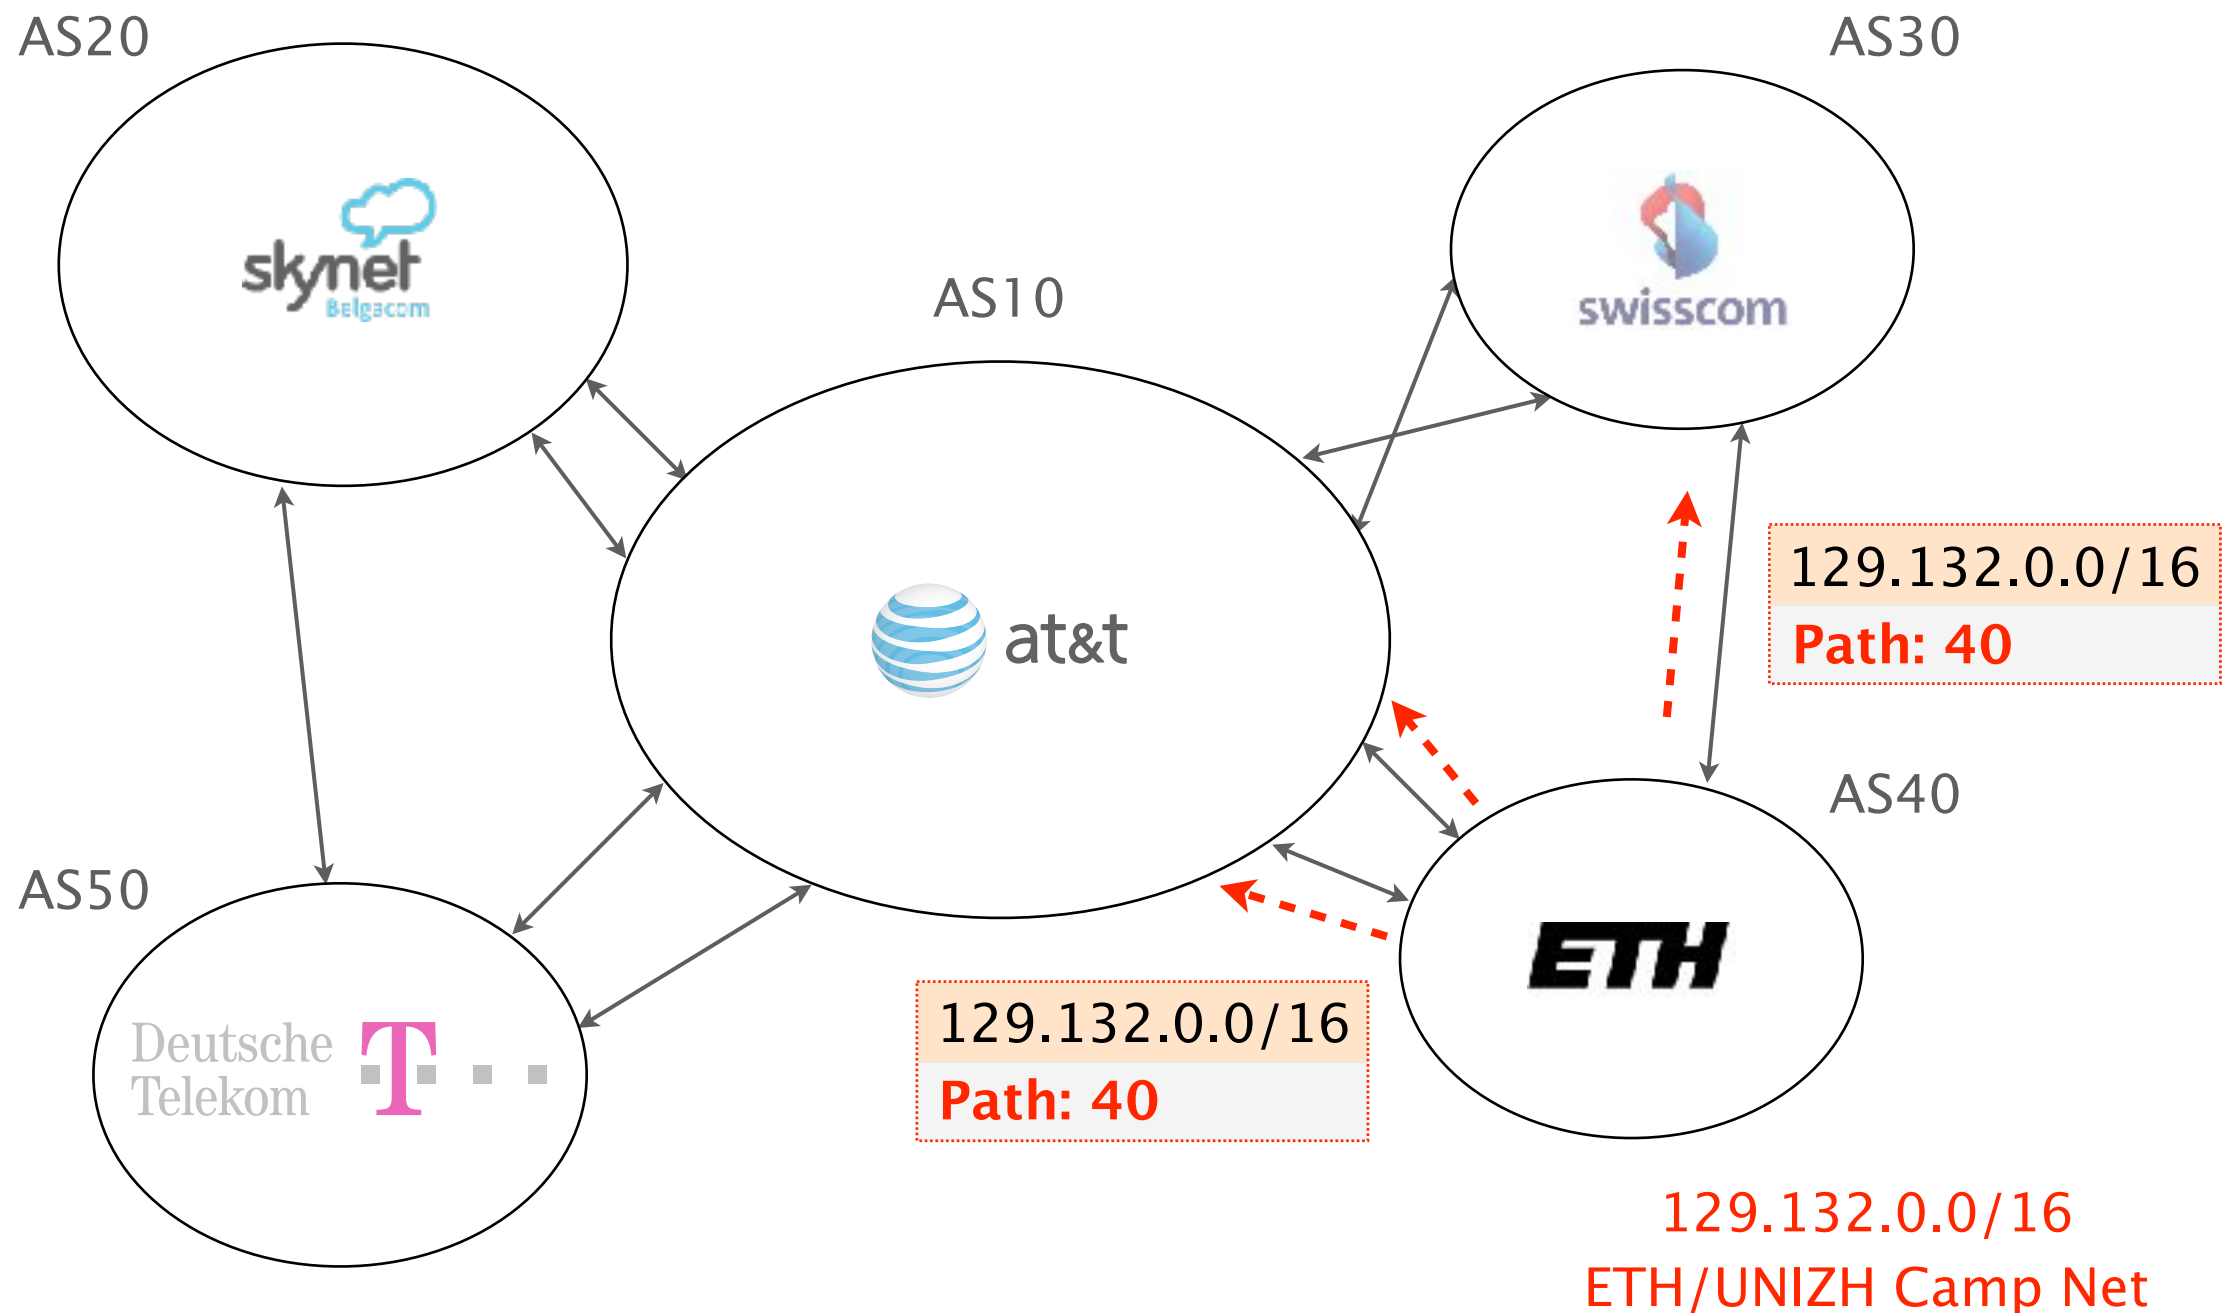 AS20
AS30
skynet
Belgacom
swisscom
AS10
129.132.0.0/16
Path: 40
at&t
AS40
AS50
ETH
Deutsche
Telekom
T
129.132.0.0/16
Path: 40
129.132.0.0/16
ETH/UNIZH Camp Net